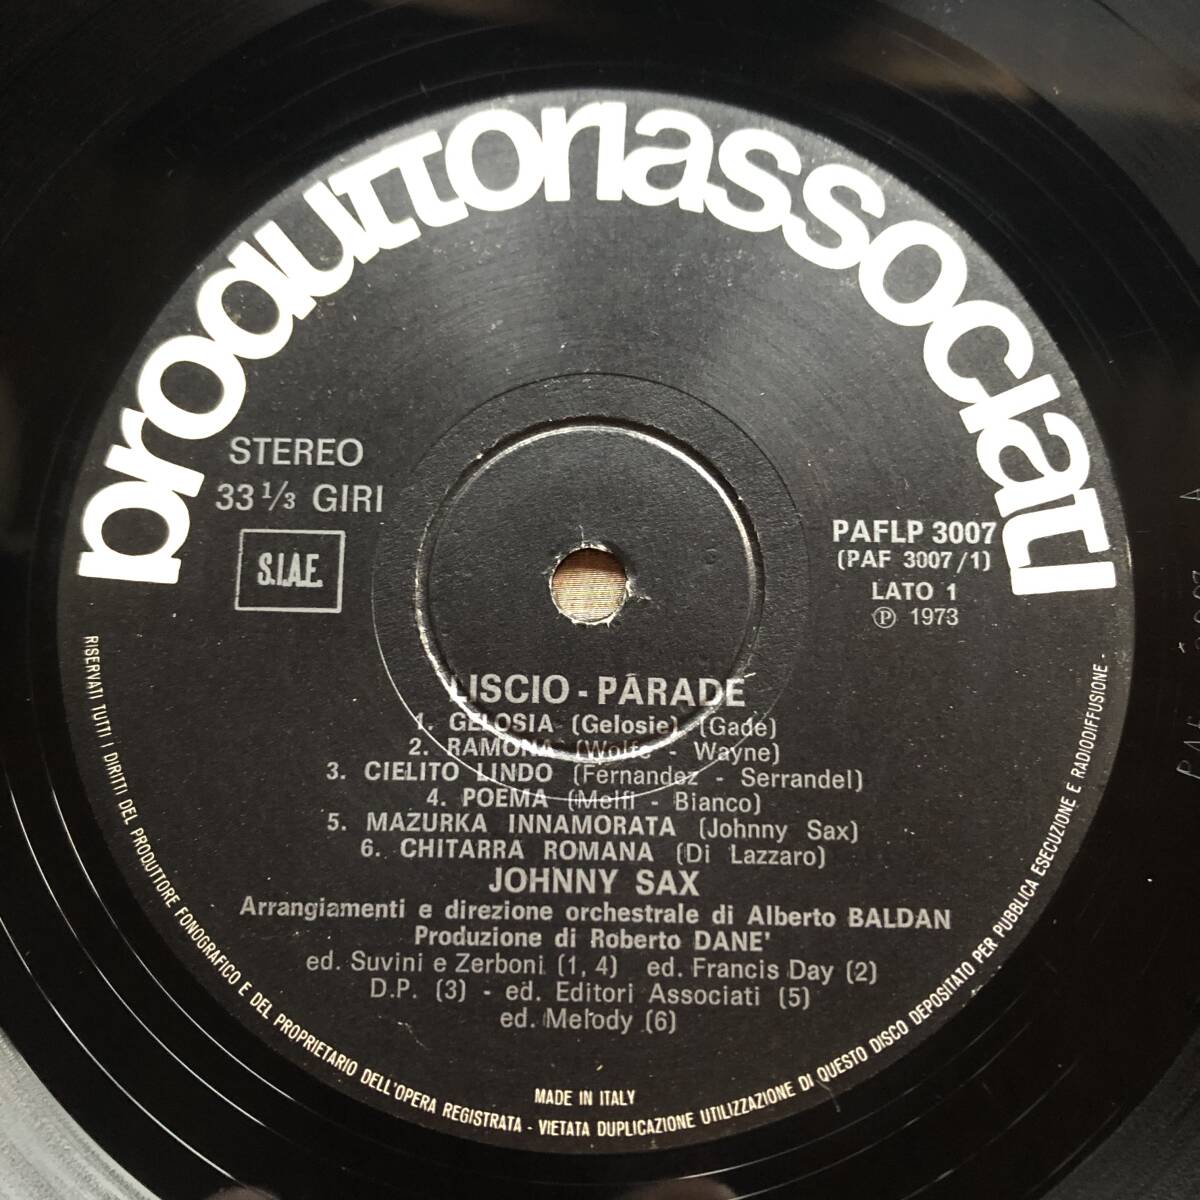 produttoriassociati
STEREO
33 1/3 GIRI
S.I.A.E.
PAFLP 3007
(PAF 3007/1)
LATO 1
Ⓟ 1973
LISCIO - PARADE
1. GELOSIA (Gelosie) (Gade)
2. RAMONA (Wolfe - Wayne)
3. CIELITO LINDO (Fernandez - Serrandel)
4. POEMA (Melfi - Bianco)
5. MAZURKA INNAMORATA (Johnny Sax)
6. CHITARRA ROMANA (Di Lazzaro)
JOHNNY SAX
Arrangiamenti e direzione orchestrale di Alberto BALDAN
Produzione di Roberto DANE'
ed. Suvini e Zerboni (1, 4) ed. Francis Day (2)
D.P. (3) - ed. Editori Associati (5)
ed. Melody (6)
MADE IN ITALY
RISERVATI TUTTI I DIRITTI DEL PRODUTTORE FONOGRAFICO E DEL PROPRIETARIO DELL'OPERA REGISTRATA - VIETATA DUPLICAZIONE UTILIZZAZIONE DI QUESTO DISCO DEPOSITATO PER PUBBLICA ESECUZIONE E RADIODIFFUSIONE -